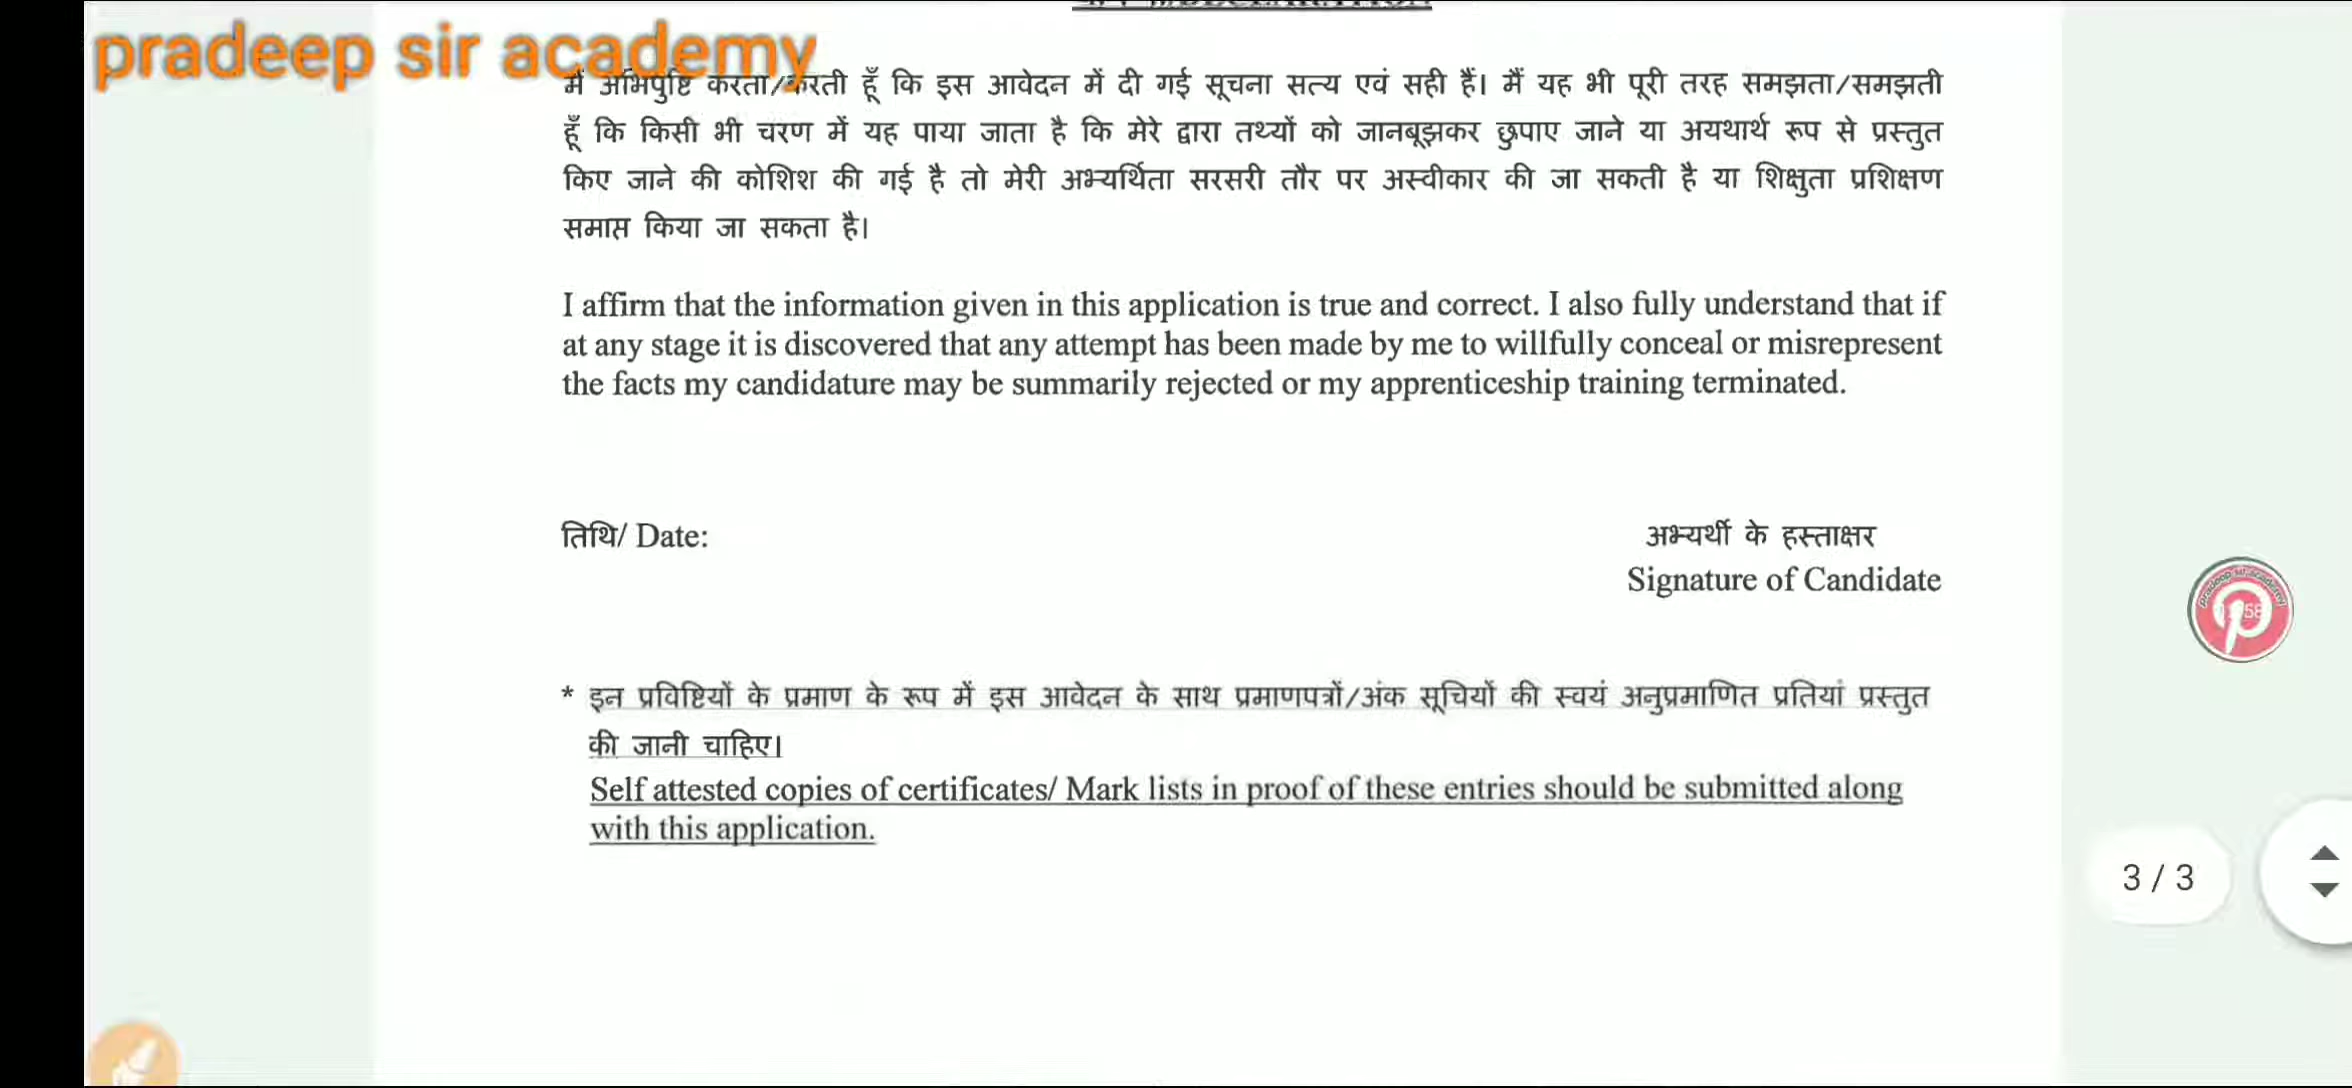 pradeep sir academy
में अभिपुष्टि करता/करती हूँ कि इस आवेदन में दी गई सूचना सत्य एवं सही हैं। मैं यह भी पूरी तरह समझता/समझती
हूँ कि किसी भी चरण में यह पाया जाता है कि मेरे द्वारा तथ्यों को जानबूझकर छुपाए जाने या अयथार्थ रूप से प्रस्तुत
किए जाने की कोशिश की गई है तो मेरी अभ्यर्थिता सरसरी तौर पर अस्वीकार की जा सकती है या शिक्षुता प्रशिक्षण
समाप्त किया जा सकता है।
I affirm that the information given in this application is true and correct. I also fully understand that if
at any stage it is discovered that any attempt has been made by me to willfully conceal or misrepresent
the facts my candidature may be summarily rejected or my apprenticeship training terminated.
तिथि/ Date:
अभ्यर्थी के हस्ताक्षर
Signature of Candidate
* इन प्रविष्टियों के प्रमाण के रूप में इस आवेदन के साथ प्रमाणपत्रों/अंक सूचियों की स्वयं अनुप्रमाणित प्रतियां प्रस्तुत
की जानी चाहिए।
Self attested copies of certificates/ Mark lists in proof of these entries should be submitted along
with this application.
pradeep sir academy
3 / 3